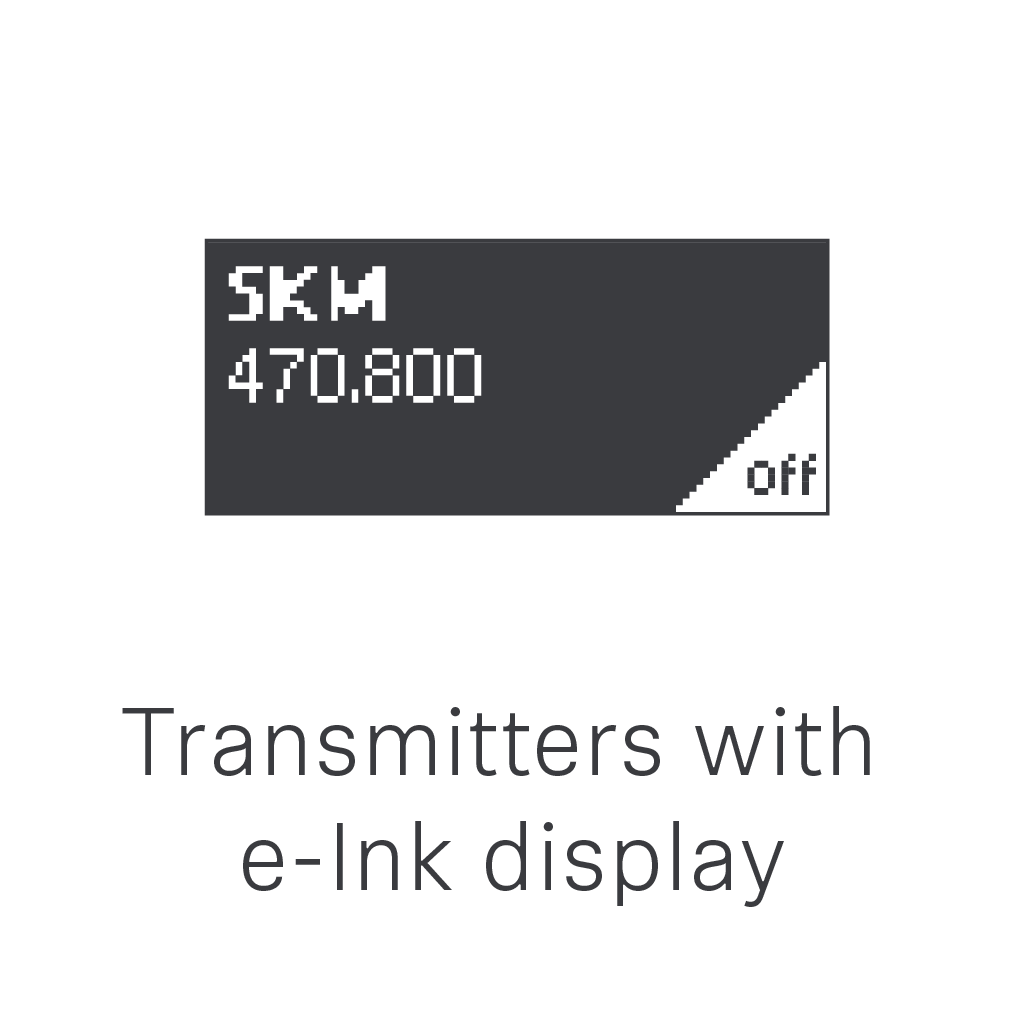 SKM
470.800
off
Transmitters with
e-Ink display